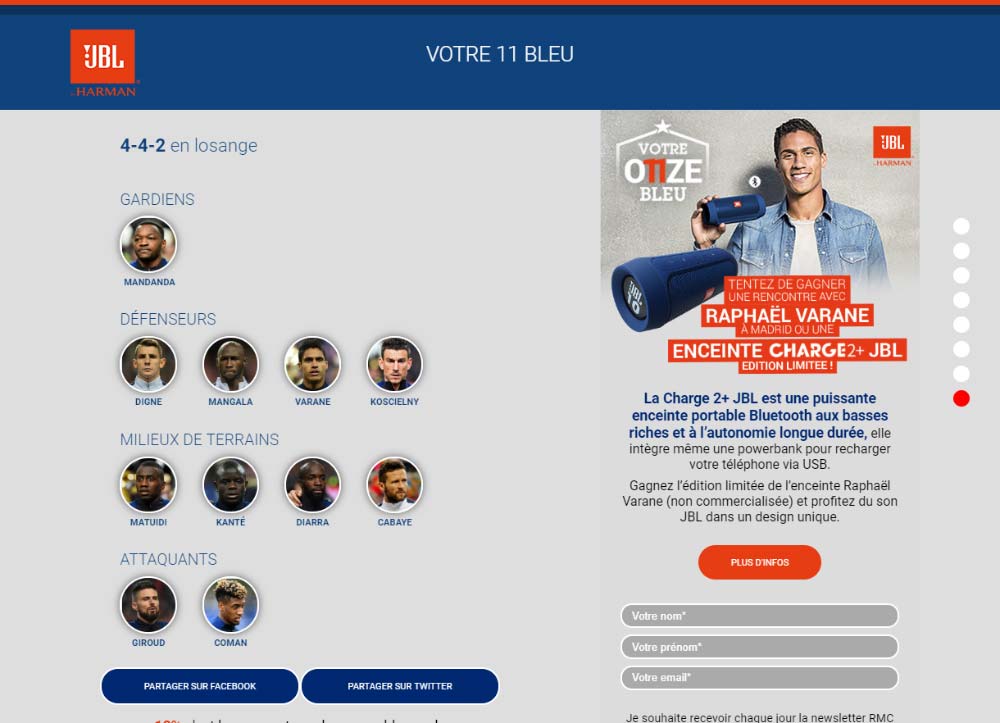 JBL
by HARMAN
VOTRE 11 BLEU
4-4-2 en losange
GARDIENS
MANDANDA
DÉFENSEURS
DIGNE MANGALA VARANE KOSCIELNY
MILIEUX DE TERRAINS
MATUIDI KANTÉ DIARRA CABAYE
ATTAQUANTS
GIROUD COMAN
PARTAGER SUR FACEBOOK PARTAGER SUR TWITTER
VOTRE
ONZE
BLEU
JBL
HARMAN
JBL
10
TENTEZ DE GAGNER
UNE RENCONTRE AVEC
RAPHAËL VARANE
À MADRID OU UNE
ENCEINTE CHARGE2+ JBL
EDITION LIMITEE !
La Charge 2+ JBL est une puissante
enceinte portable Bluetooth aux basses
riches et à l'autonomie longue durée, elle
intègre même une powerbank pour recharger
votre téléphone via USB.
Gagnez l'édition limitée de l'enceinte Raphaël
Varane (non commercialisée) et profitez du son
JBL dans un design unique.
PLUS D'INFOS
Votre nom*
Votre prénom*
Votre email*
Je souhaite recevoir chaque jour la newsletter RMC